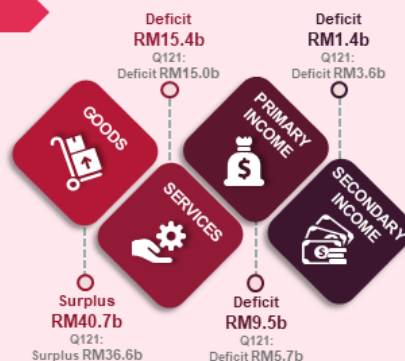 Deficit
RM15.4b
Q121:
Deficit RM15.0b
Deficit
RM1.4b
Q121:
Deficit RM3.6b
GOODS
SERVICES
PRIMARY
INCOME
SECONDARY
INCOME
Surplus
RM40.7b
Q121:
Surplus RM36.6b
Deficit
RM9.5b
Q121:
Deficit RM5.7b